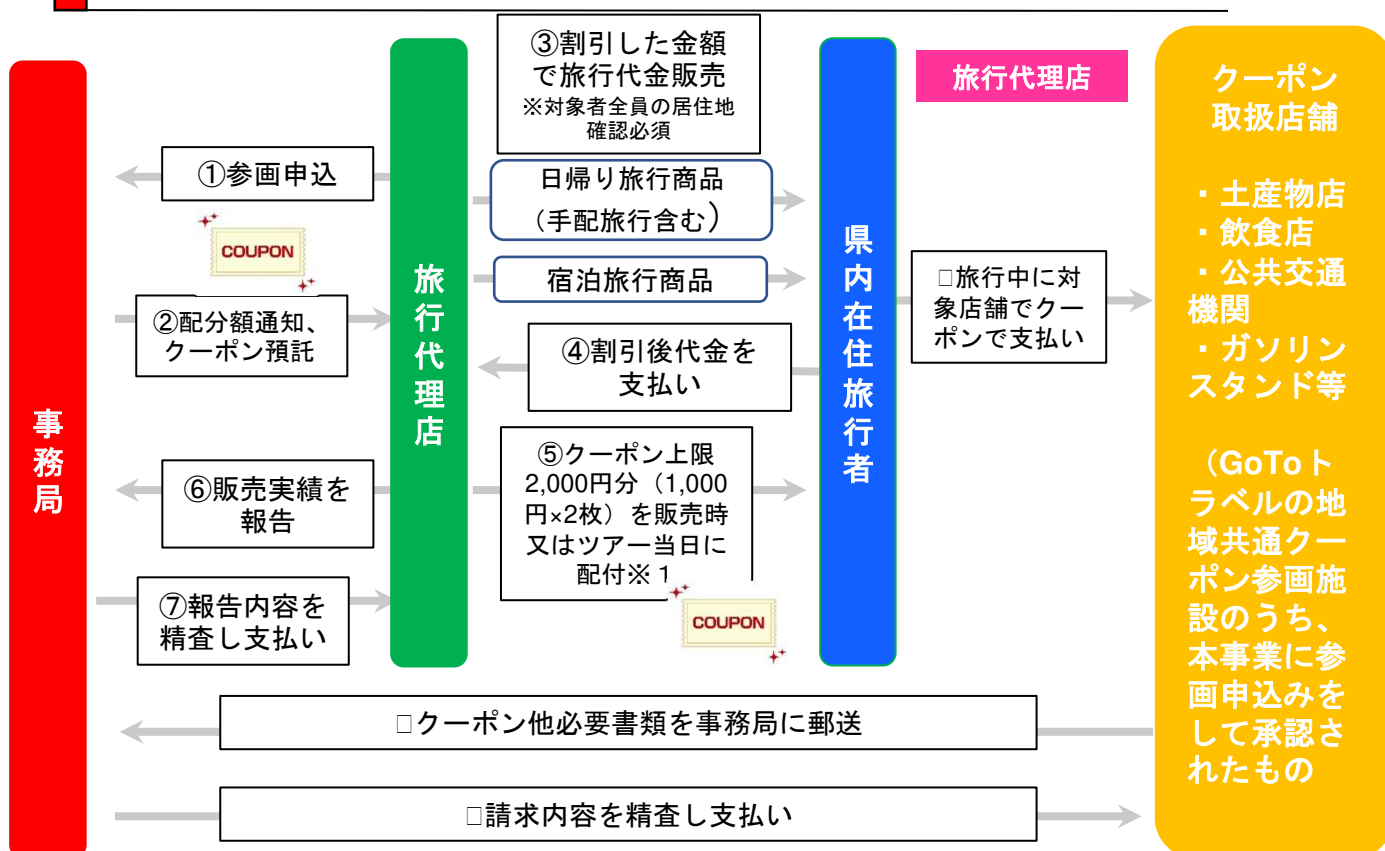 ③割引した金額
で旅行代金販売
※対象者全員の居住地
確認必須
旅行代理店
クーポン
取扱店舗
・土産物店
・飲食店
・公共交通
機関
・ガソリン
スタンド等
（GoToト
ラベルの地
域共通クー
ポン参画施
設のうち、
本事業に参
画申込みを
して承認さ
れたもの
①参画申込
日帰り旅行商品
（手配旅行含む）
COUPON
宿泊旅行商品
②配分額通知、
クーポン預託
④割引後代金を
支払い
□旅行中に対
象店舗でクー
ポンで支払い
事務局
旅行代理店
県内在住旅行者
⑤クーポン上限
2,000円分（1,000
円×2枚）を販売時
又はツアー当日に
配付※１
COUPON
⑥販売実績を
報告
⑦報告内容を
精査し支払い
□クーポン他必要書類を事務局に郵送
□請求内容を精査し支払い